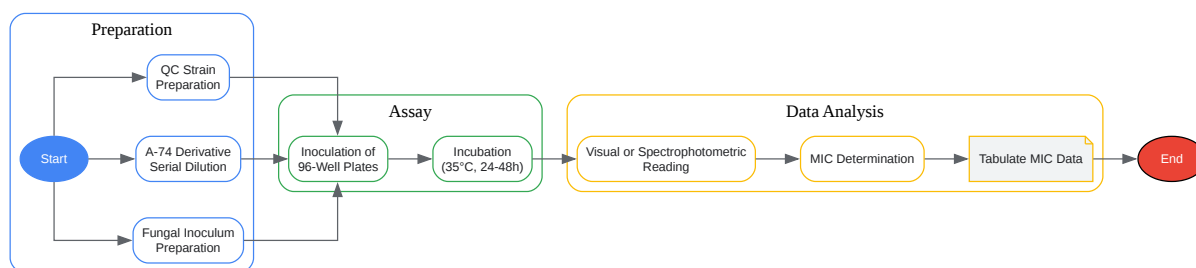 Preparation
QC Strain
Preparation
Start
A-74 Derivative
Serial Dilution
Fungal Inoculum
Preparation
Assay
Inoculation of
96-Well Plates
Incubation
(35°C, 24-48h)
Data Analysis
Visual or Spectrophotometric
Reading
MIC Determination
Tabulate MIC Data
End